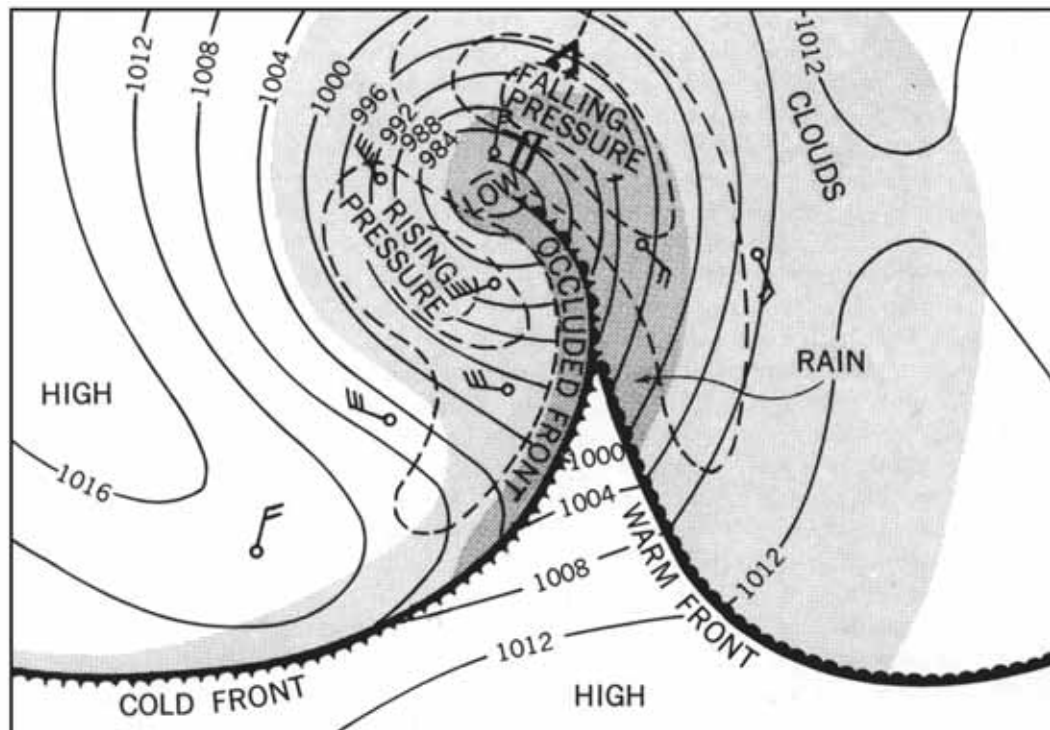 1012
1008
1004
1000
996
992
988
984
FALLING
PRESSURE
1012
CLOUDS
LOW
RISING
PRESSURE
OCCLUDED FRONT
RAIN
HIGH
1016
1000
1004
1008
1012
1012
WARM FRONT
COLD FRONT
HIGH